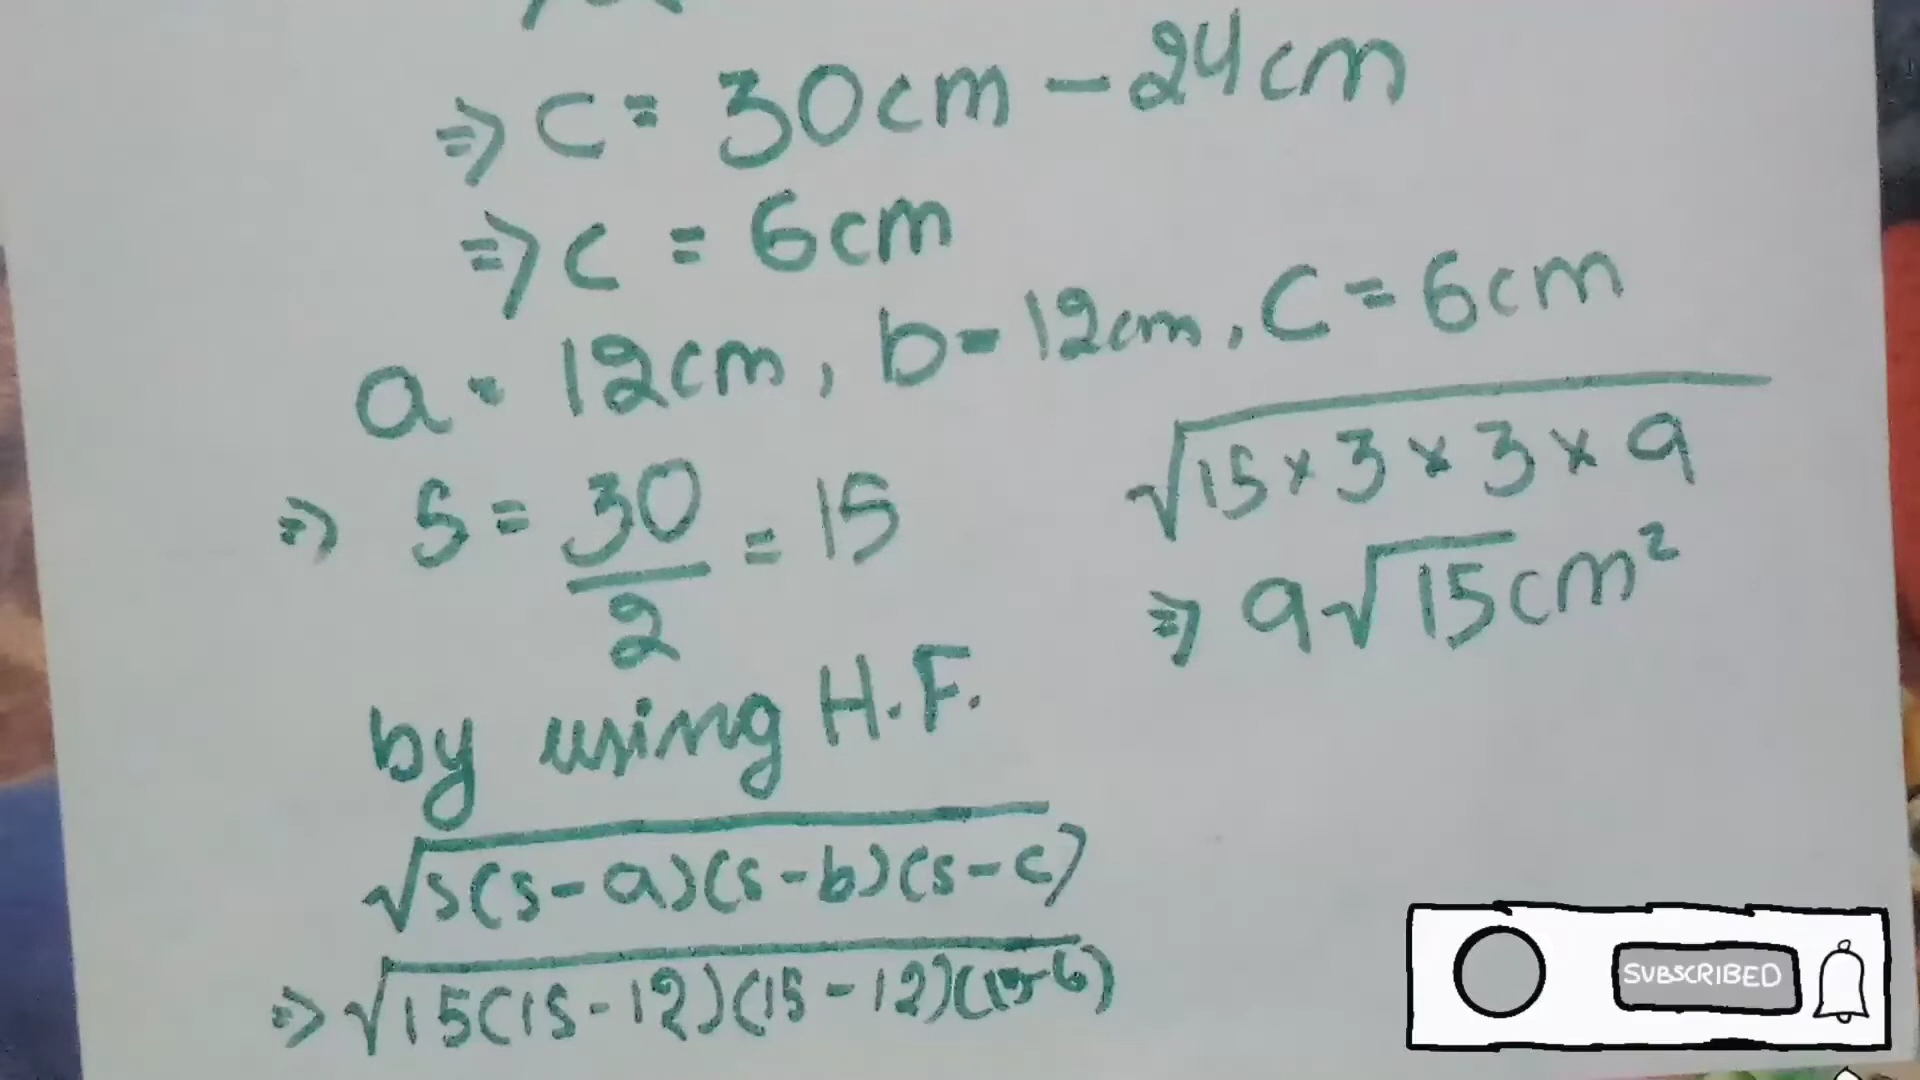 ⇒ C = 30cm - 24cm
⇒ C = 6cm
a = 12cm, b = 12cm, C = 6cm
⇒ S = 30/2 = 15
by using H.F.
√s(s-a)(s-b)(s-c)
⇒ √15(15-12)(15-12)(15-6)
√15×3×3×9
⇒ 9√15cm²
SUBSCRIBED